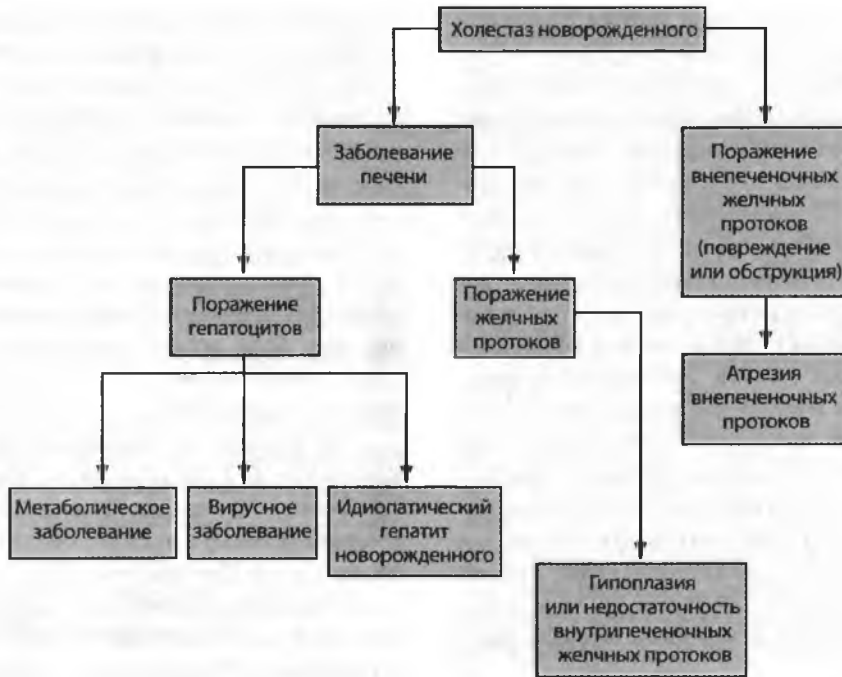 Холестаз новорожденного
Заболевание
печени
Поражение
внепеченочных
желчных
протоков
(повреждение
или обструкция)
Поражение
гепатоцитов
Поражение
желчных
протоков
Атрезия
внепеченочных
протоков
Метаболическое
заболевание
Вирусное
заболевание
Идиопатический
гепатит
новорожденного
Гипоплазия
или недостаточность
внутрипеченочных
желчных протоков